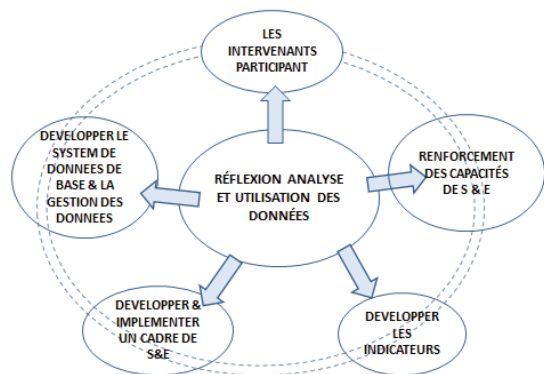 LES
INTERVENANTS
PARTICIPANT
DEVELOPPER LE
SYSTEM DE
DONNEES DE
BASE & LA
GESTION DES
DONNEES
RÉFLEXION ANALYSE
ET UTILISATION DES
DONNÉES
RENFORCEMENT
DES CAPACITÉS
DE S & E
DEVELOPPER &
IMPLEMENTER
UN CADRE DE
S&E
DEVELOPPER
LES
INDICATEURS